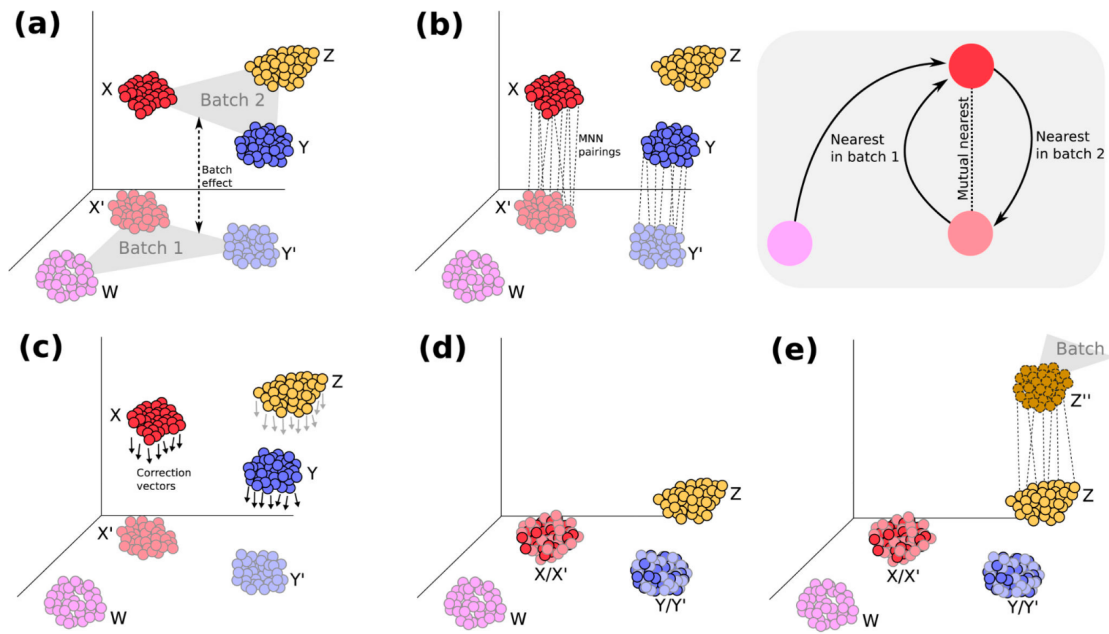 (a)
Z
X
Batch 2
Y
Batch
effect
X'
Batch 1
Y'
W
(b)
Z
X
MNN
pairings
Y
X'
Y'
W
Nearest
in batch 1
Mutual nearest
Nearest
in batch 2
(c)
Z
X
Y
Correction
vectors
X'
Y'
W
(d)
Z
X/X'
Y/Y'
W
(e)
Batch
Z''
Z
X/X'
Y/Y'
W